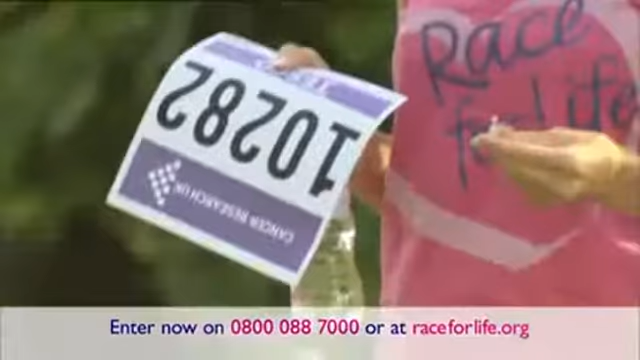 Race
for Life
10282
CANCER RESEARCH UK
Enter now on 0800 088 7000 or at raceforlife.org